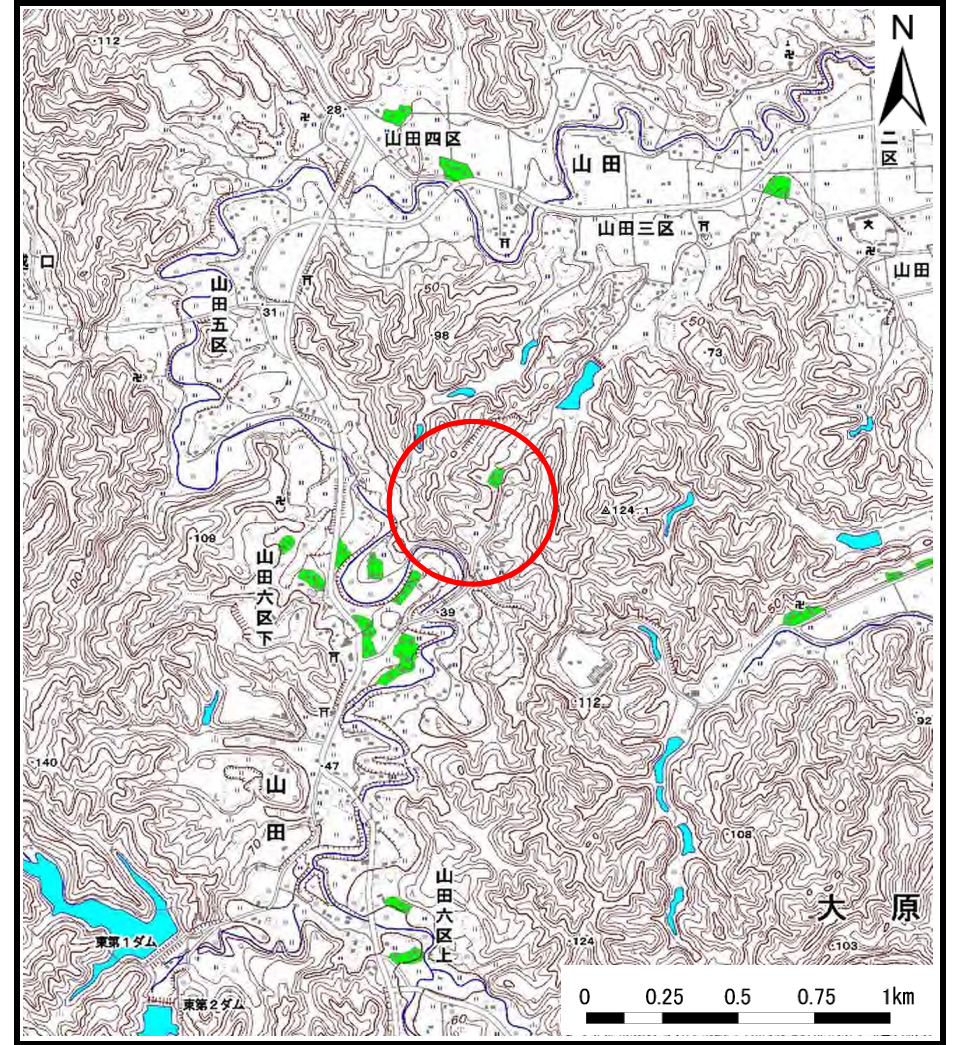 N
・112
28
山田四区
山田
二区
山田三区
口
山田
50
山田五区
・31
98
50
・73
△124.1
・109
山田六区下
60
60
・39
・112
92
・140
・47
山田
70
・108
山田六区上
大原
東第1ダム
・124
・103
東第2ダム
60
0 0.25 0.5 0.75 1km